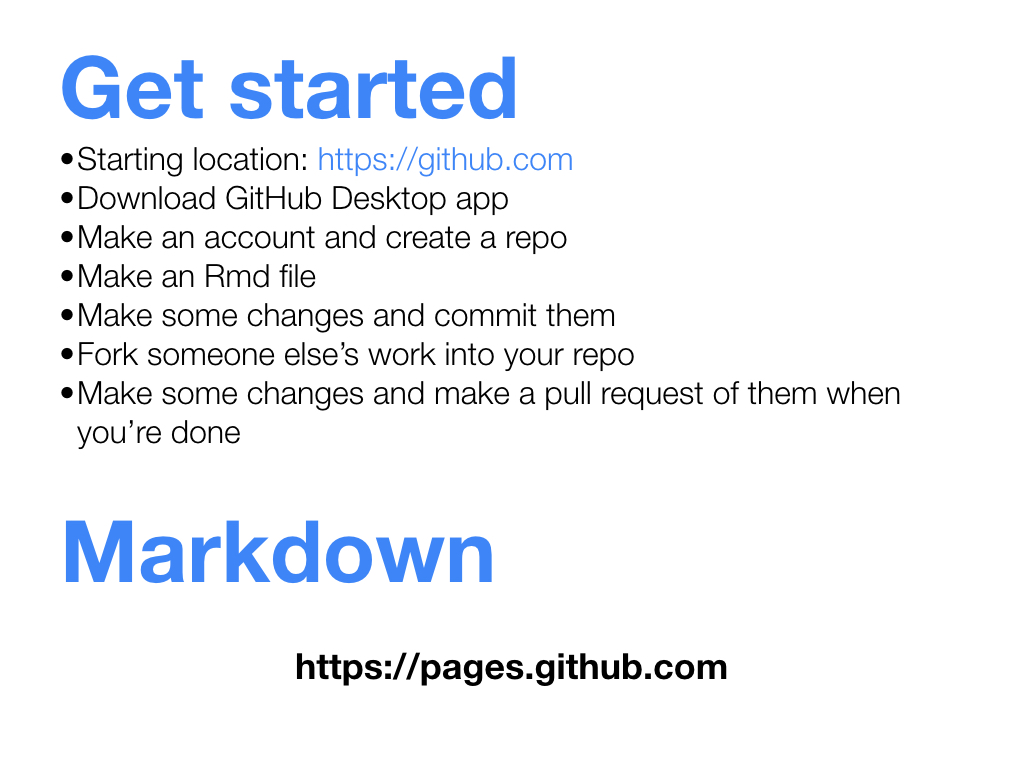 Get started
•Starting location: https://github.com
•Download GitHub Desktop app
•Make an account and create a repo
•Make an Rmd file
•Make some changes and commit them
•Fork someone else’s work into your repo
•Make some changes and make a pull request of them when
you’re done
Markdown
https://pages.github.com